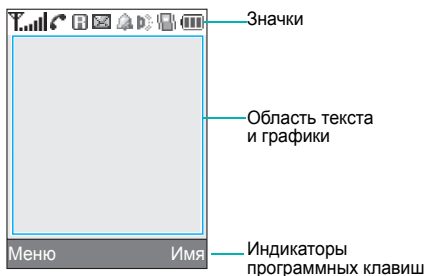 Значки
Область текста
и графики
Меню Имя
Индикаторы
программных клавиш